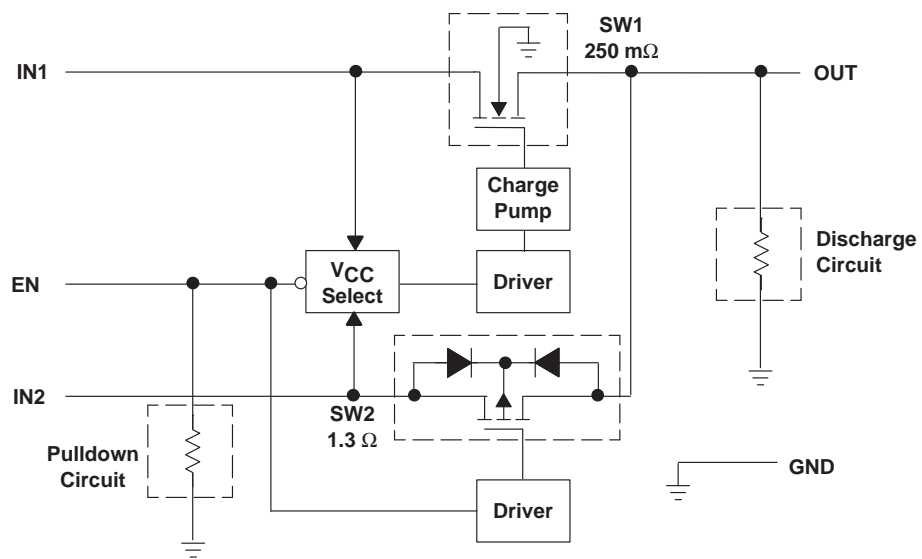 SW1
250 mΩ
IN1
OUT
Charge
Pump
Discharge
Circuit
VCC
Select
Driver
EN
IN2
SW2
1.3 Ω
Pulldown
Circuit
GND
Driver